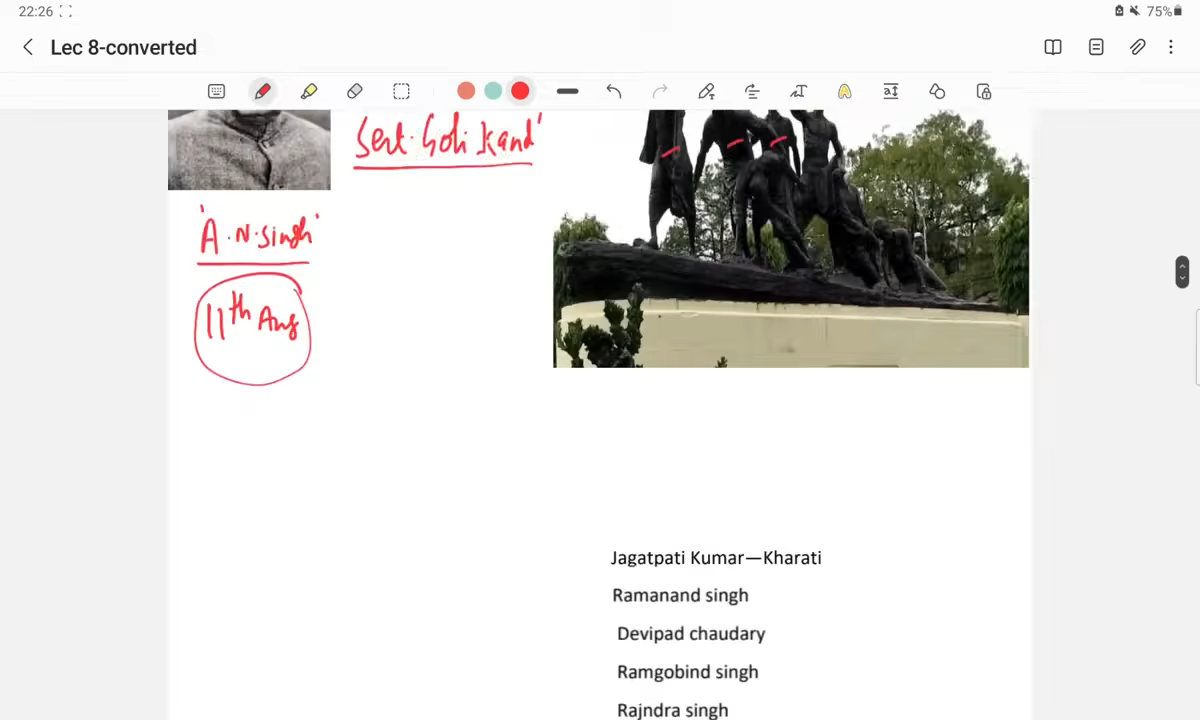 22:26
75%
Lec 8-converted
Sect. Goli Kand'
'A.N. Singh'
11th Aug
Jagatpati Kumar—Kharati
Ramanand singh
Devipad chaudary
Ramgobind singh
Rajndra singh